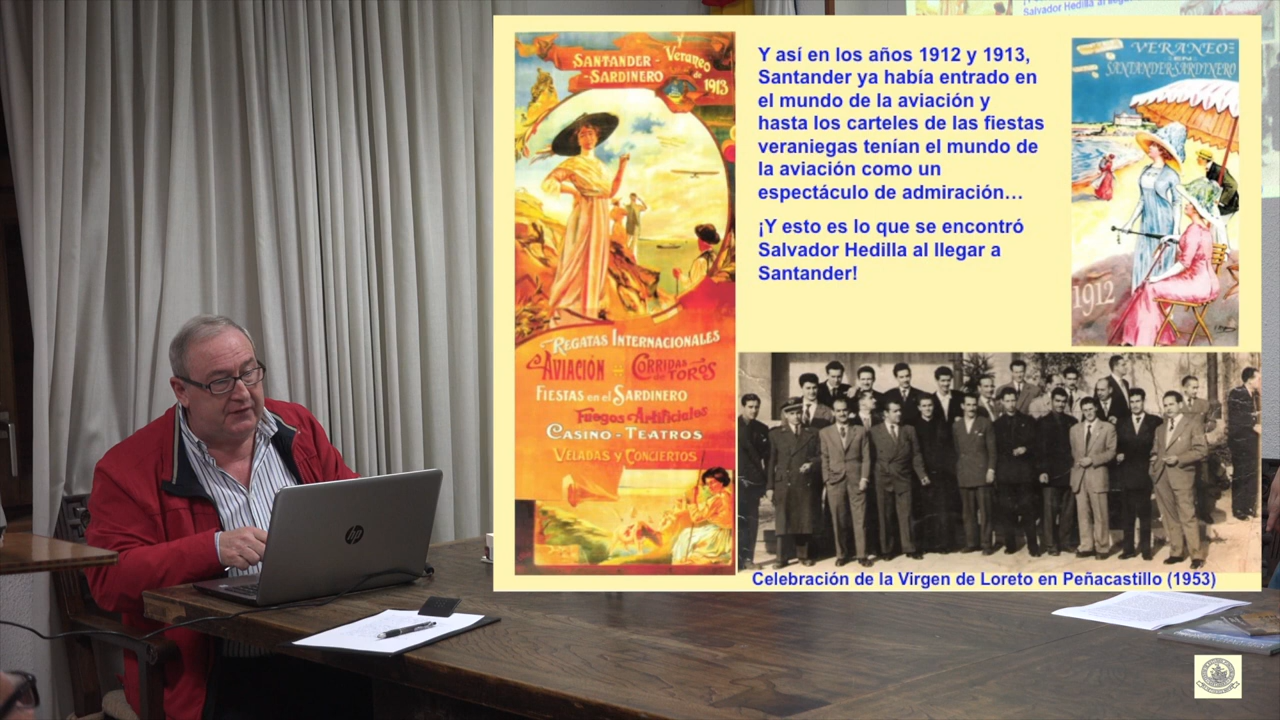 SANTANDER-
-SARDINERO
Veraneo
de
1913
REGATAS INTERNACIONALES
AVIACIÓN CORRIDAS
DE TOROS
FIESTAS en el SARDINERO
Fuegos Artificiales
CASINO-TEATROS
VELADAS Y CONCIERTOS
Y así en los años 1912 y 1913,
Santander ya había entrado en
el mundo de la aviación y
hasta los carteles de las fiestas
veraniegas tenían el mundo de
la aviación como un
espectáculo de admiración…
¡Y esto es lo que se encontró
Salvador Hedilla al llegar a
Santander!
VERANEO
EN
SANTANDER SARDINERO
1912
Celebración de la Virgen de Loreto en Peñacastillo (1953)
Salvador Hedilla al llegar
hp